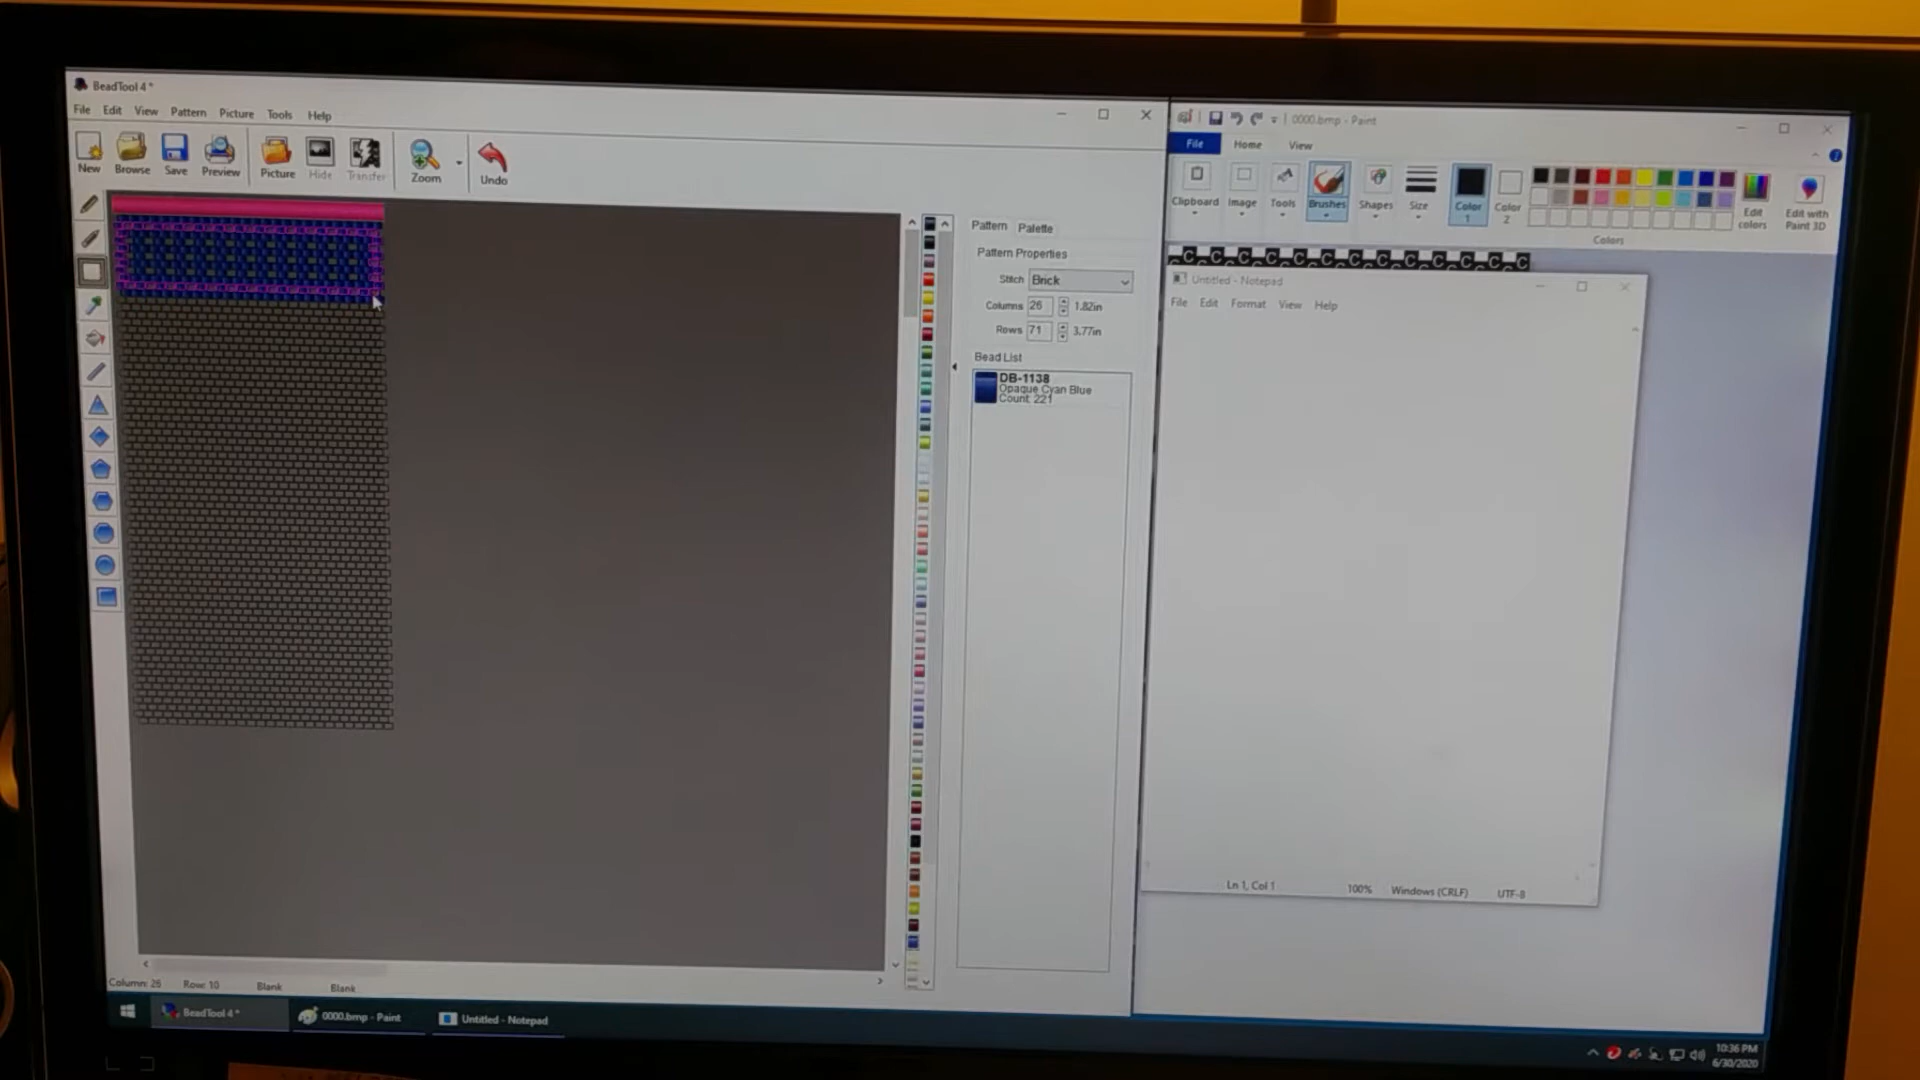 BeadTool 4 *
File Edit View Pattern Picture Tools Help
New Browse Save Preview Picture Hide Transfer Zoom Undo
Pattern Palette
Pattern Properties
Stitch Brick
Columns 26 1.82in
Rows 71 3.77in
Bead List
DB-1138
Opaque Cyan Blue
Count: 221
Column: 26 Row: 10 Blank Blank
0000.bmp - Paint
File Home View
Clipboard Image Tools Brushes Shapes Size Color 1 Color 2 Edit colors Edit with Paint 3D
Colors
C C C C C C C C C C C C C
Untitled - Notepad
File Edit Format View Help
Ln 1, Col 1 100% Windows (CRLF) UTF-8
BeadTool 4 * 0000.bmp - Paint Untitled - Notepad
10:36 PM
6/30/2020